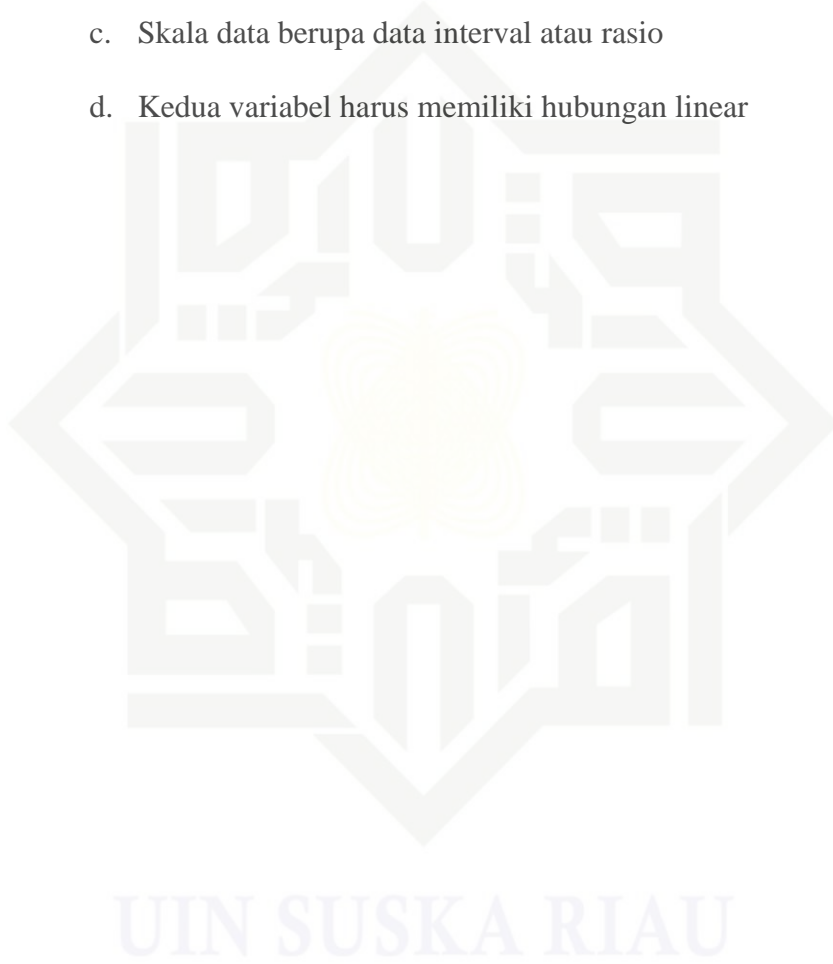 c. Skala data berupa data interval atau rasio
d. Kedua variabel harus memiliki hubungan linear
UIN SUSKA RIAU